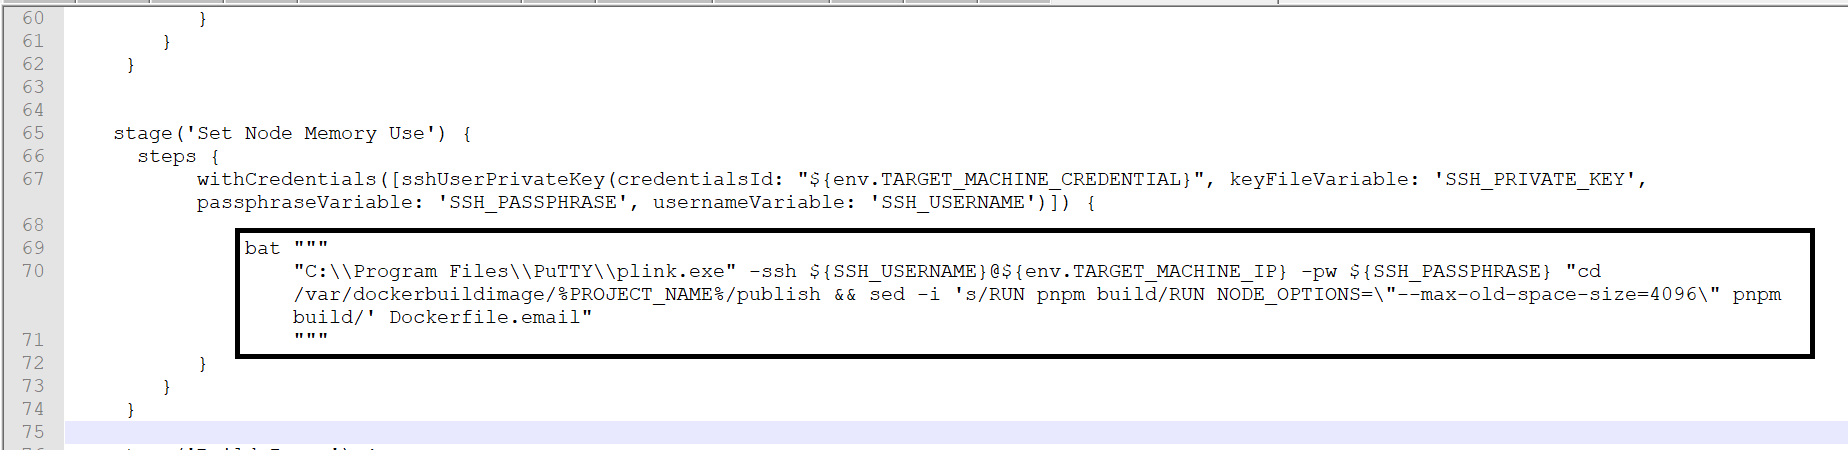 60 }
61 }
62 }
63
64
65 stage('Set Node Memory Use') {
66 steps {
67 withCredentials([sshUserPrivateKey(credentialsId: "${env.TARGET_MACHINE_CREDENTIAL}", keyFileVariable: 'SSH_PRIVATE_KEY',
passphraseVariable: 'SSH_PASSPHRASE', usernameVariable: 'SSH_USERNAME')]) {
68
69 bat """
70 "C:\\Program Files\\PuTTY\\plink.exe" -ssh ${SSH_USERNAME}@${env.TARGET_MACHINE_IP} -pw ${SSH_PASSPHRASE} "cd
/var/dockerbuildimage/%PROJECT_NAME%/publish && sed -i 's/RUN pnpm build/RUN NODE_OPTIONS=\"--max-old-space-size=4096\" pnpm
build/' Dockerfile.email"
71 """
72 }
73 }
74 }
75